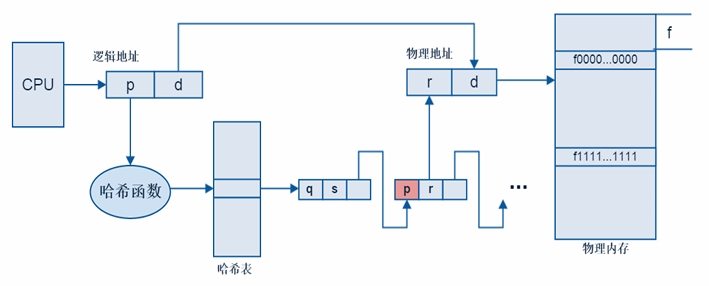 逻辑地址
物理地址
f
CPU
p d
r d
f0000...0000
哈希函数
q s
p r
...
f1111...1111
哈希表
物理内存